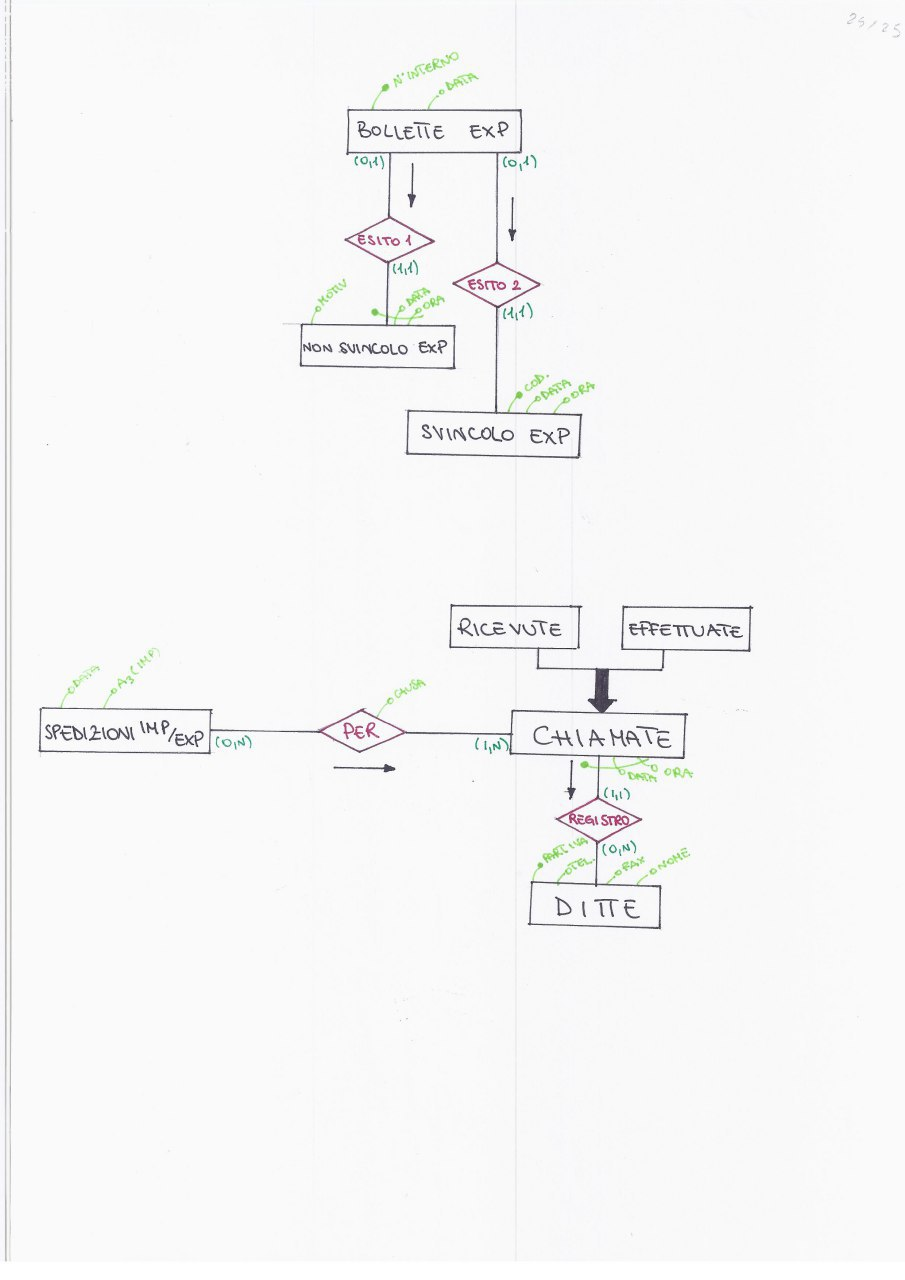 25/25
N°INTERNO
DATA
BOLLETTE EXP
(0,1)
(0,1)
ESITO 1
(1,1)
ESITO 2
(1,1)
MOTIV
DATA
ORA
NON SVINCOLO EXP
COD.
DATA
ORA
SVINCOLO EXP
RICEVUTE
EFFETTUATE
DATA
A3(IMP)
CAUSA
SPEDIZIONI IMP/EXP
(0,N)
PER
(1,N)
CHIAMATE
DATA ORA
(1,1)
REGISTRO
(0,N)
PART.IVA
TEL.
FAX
NOME
DITTE